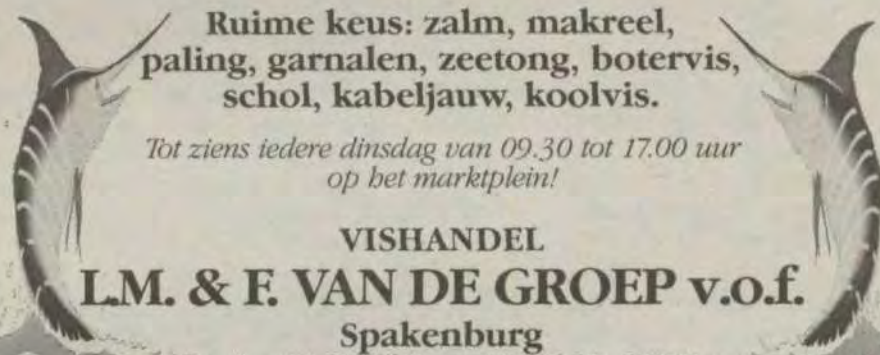 Ruime keus: zalm, makreel,
paling, garnalen, zeetong, botervis,
schol, kabeljauw, koolvis.
Tot ziens iedere dinsdag van 09.30 tot 17.00 uur
op het marktplein!
VISHANDEL
L.M. & F. VAN DE GROEP v.o.f.
Spakenburg